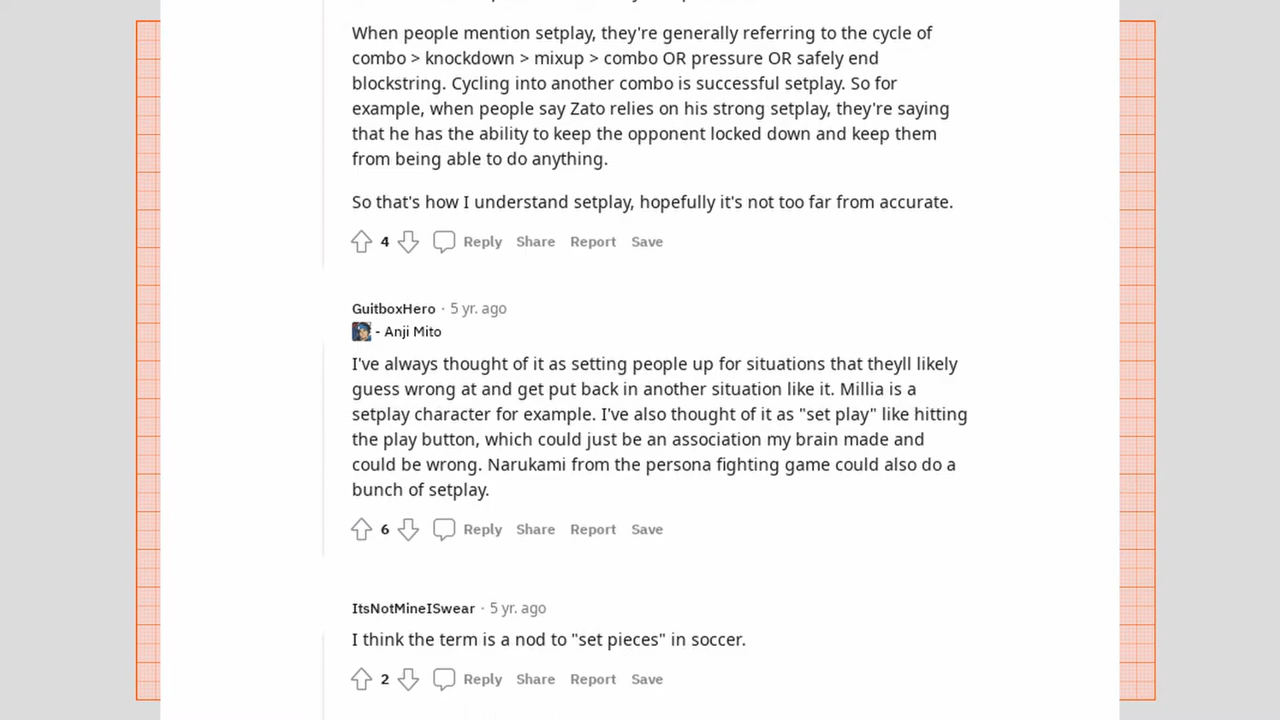 When people mention setplay, they're generally referring to the cycle of
combo > knockdown > mixup > combo OR pressure OR safely end
blockstring. Cycling into another combo is successful setplay. So for
example, when people say Zato relies on his strong setplay, they're saying
that he has the ability to keep the opponent locked down and keep them
from being able to do anything.
So that's how I understand setplay, hopefully it's not too far from accurate.
4 Reply Share Report Save
GuitboxHero · 5 yr. ago
- Anji Mito
I've always thought of it as setting people up for situations that theyll likely
guess wrong at and get put back in another situation like it. Millia is a
setplay character for example. I've also thought of it as "set play" like hitting
the play button, which could just be an association my brain made and
could be wrong. Narukami from the persona fighting game could also do a
bunch of setplay.
6 Reply Share Report Save
ItsNotMineISwear · 5 yr. ago
I think the term is a nod to "set pieces" in soccer.
2 Reply Share Report Save